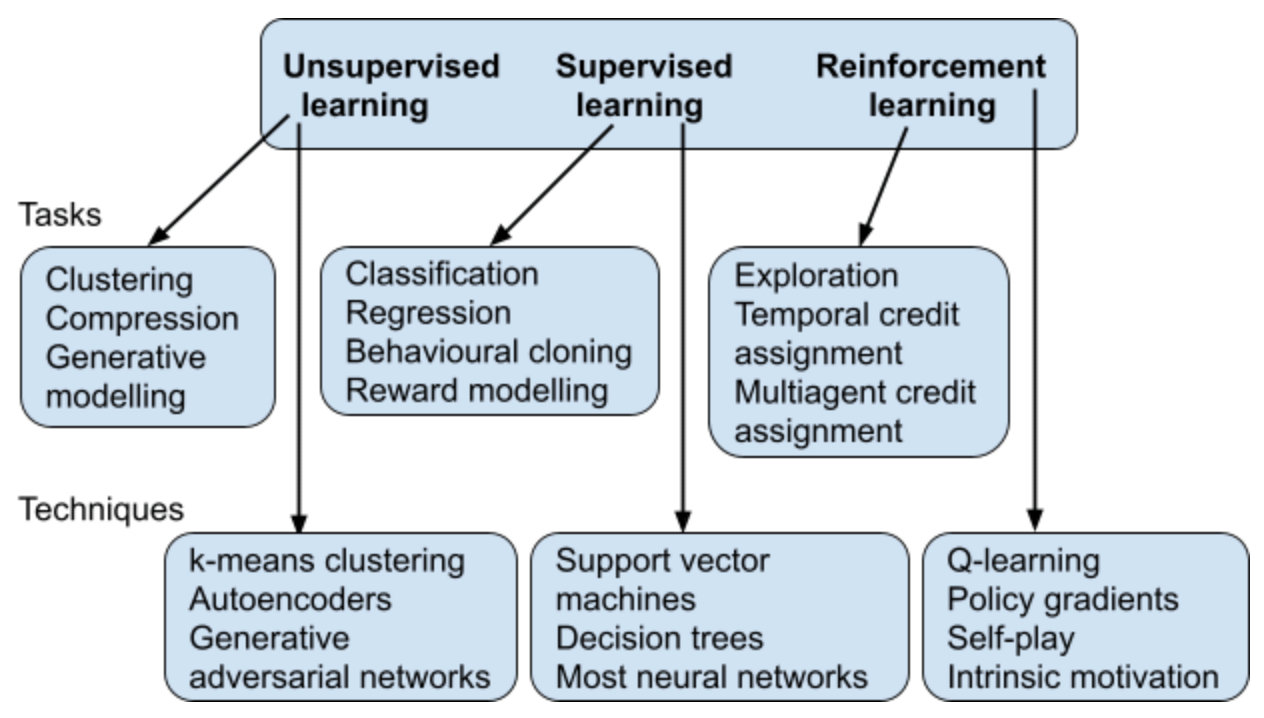 Unsupervised learning
Supervised learning
Reinforcement learning
Tasks
Clustering
Compression
Generative
modelling
Classification
Regression
Behavioural cloning
Reward modelling
Exploration
Temporal credit
assignment
Multiagent credit
assignment
Techniques
k-means clustering
Autoencoders
Generative
adversarial networks
Support vector
machines
Decision trees
Most neural networks
Q-learning
Policy gradients
Self-play
Intrinsic motivation